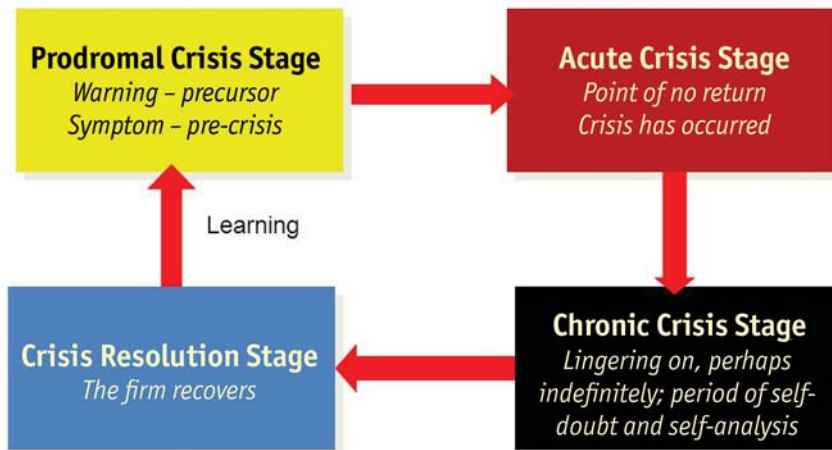 Prodromal Crisis Stage
Warning – precursor
Symptom – pre-crisis
Acute Crisis Stage
Point of no return
Crisis has occurred
Learning
Crisis Resolution Stage
The firm recovers
Chronic Crisis Stage
Lingering on, perhaps
indefinitely; period of self-
doubt and self-analysis